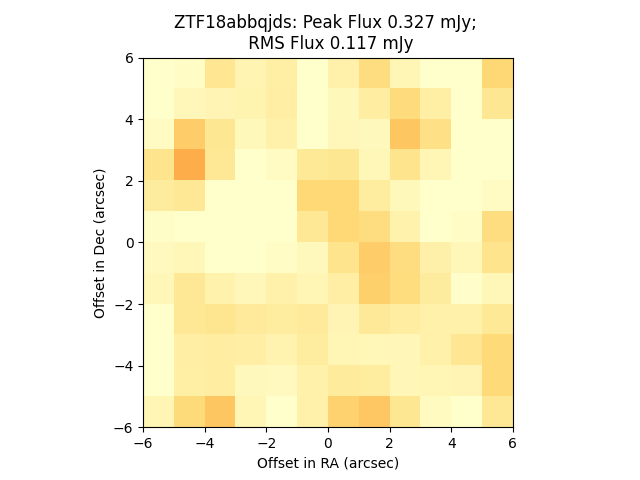 ZTF18abbqjds: Peak Flux 0.327 mJy;
RMS Flux 0.117 mJy
6
4
2
0
−2
−4
−6
Offset in Dec (arcsec)
−6 −4 −2 0 2 4 6
Offset in RA (arcsec)